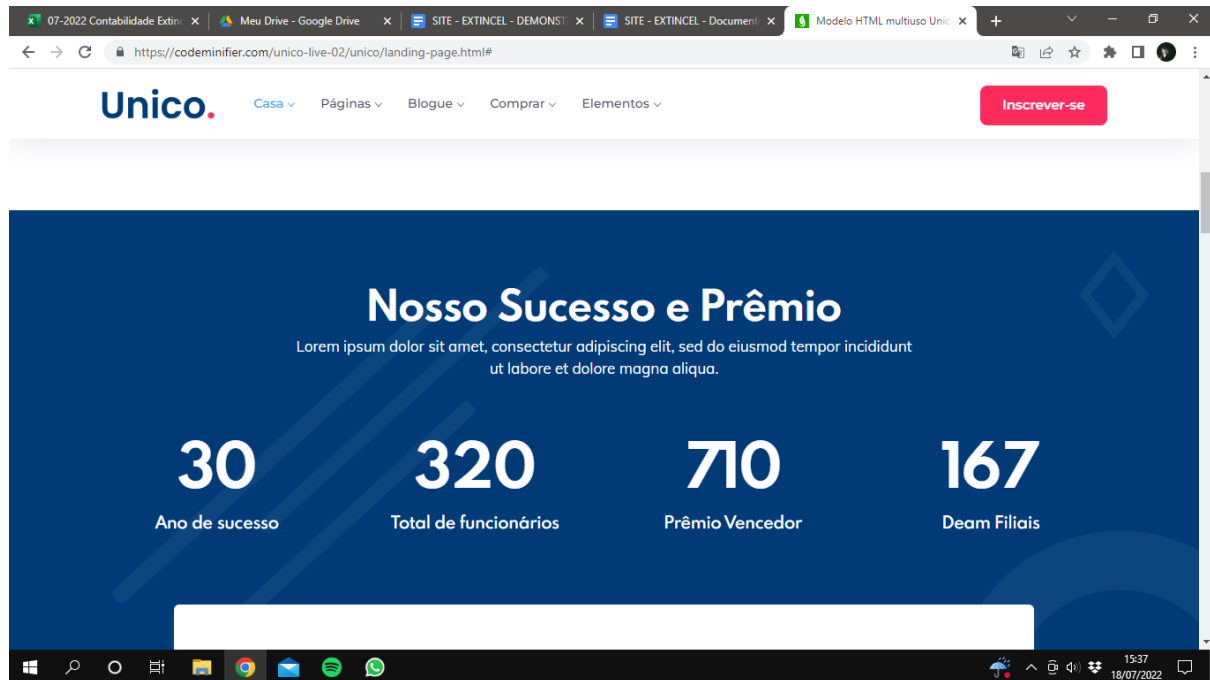 07-2022 Contabilidade Extinc
Meu Drive - Google Drive
SITE - EXTINCEL - DEMONST
SITE - EXTINCEL - Document
Modelo HTML multiuso Unic
https://codeminifier.com/unico-live-02/unico/landing-page.html#
Unico.
Casa
Páginas
Blogue
Comprar
Elementos
Inscrever-se
Nosso Sucesso e Prêmio
Lorem ipsum dolor sit amet, consectetur adipiscing elit, sed do eiusmod tempor incididunt
ut labore et dolore magna aliqua.
30
320
710
167
Ano de sucesso
Total de funcionários
Prêmio Vencedor
Deam Filiais
15:37
18/07/2022